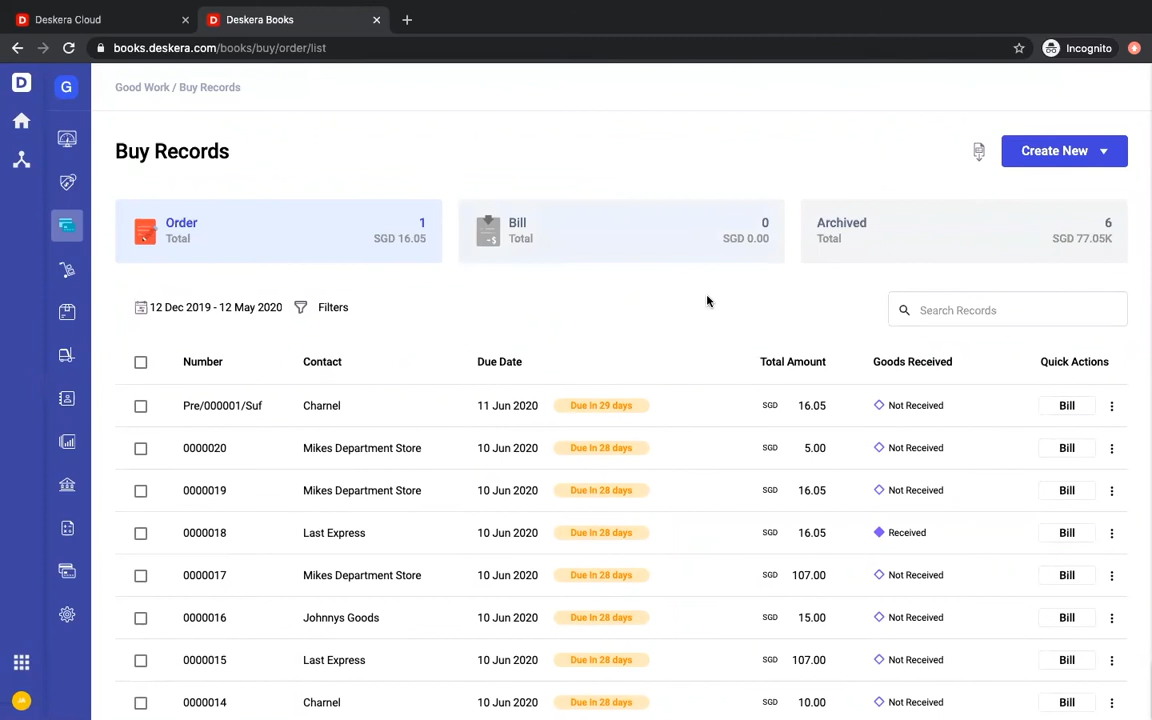 Deskera Cloud
Deskera Books
books.deskera.com/books/buy/order/list
Incognito
D
G
Good Work / Buy Records
Buy Records
Create New
Order 1
Total SGD 16.05
Bill 0
Total SGD 0.00
Archived 6
Total SGD 77.05K
12 Dec 2019 - 12 May 2020 Filters
Search Records
Number Contact Due Date Total Amount Goods Received Quick Actions
Pre/000001/Suf Charnel 11 Jun 2020 Due In 29 days SGD 16.05 Not Received Bill
0000020 Mikes Department Store 10 Jun 2020 Due In 28 days SGD 5.00 Not Received Bill
0000019 Mikes Department Store 10 Jun 2020 Due In 28 days SGD 16.05 Not Received Bill
0000018 Last Express 10 Jun 2020 Due In 28 days SGD 16.05 Received Bill
0000017 Mikes Department Store 10 Jun 2020 Due In 28 days SGD 107.00 Not Received Bill
0000016 Johnnys Goods 10 Jun 2020 Due In 28 days SGD 15.00 Not Received Bill
0000015 Last Express 10 Jun 2020 Due In 28 days SGD 107.00 Not Received Bill
0000014 Charnel 10 Jun 2020 Due In 28 days SGD 10.00 Not Received Bill